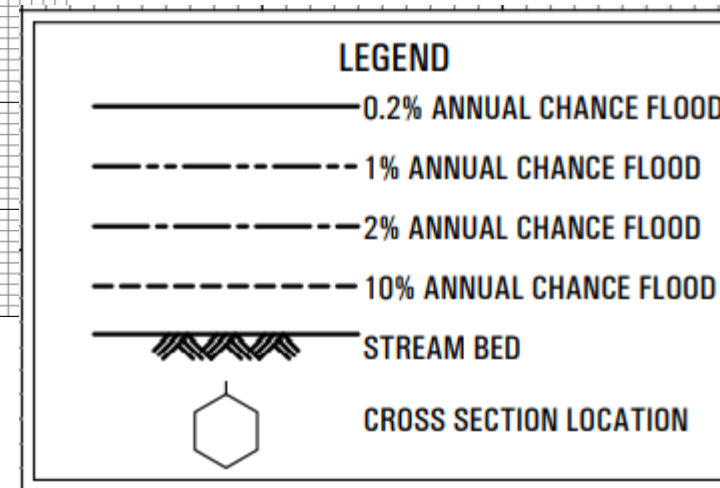 LEGEND
0.2% ANNUAL CHANCE FLOOD
1% ANNUAL CHANCE FLOOD
2% ANNUAL CHANCE FLOOD
10% ANNUAL CHANCE FLOOD
STREAM BED
CROSS SECTION LOCATION